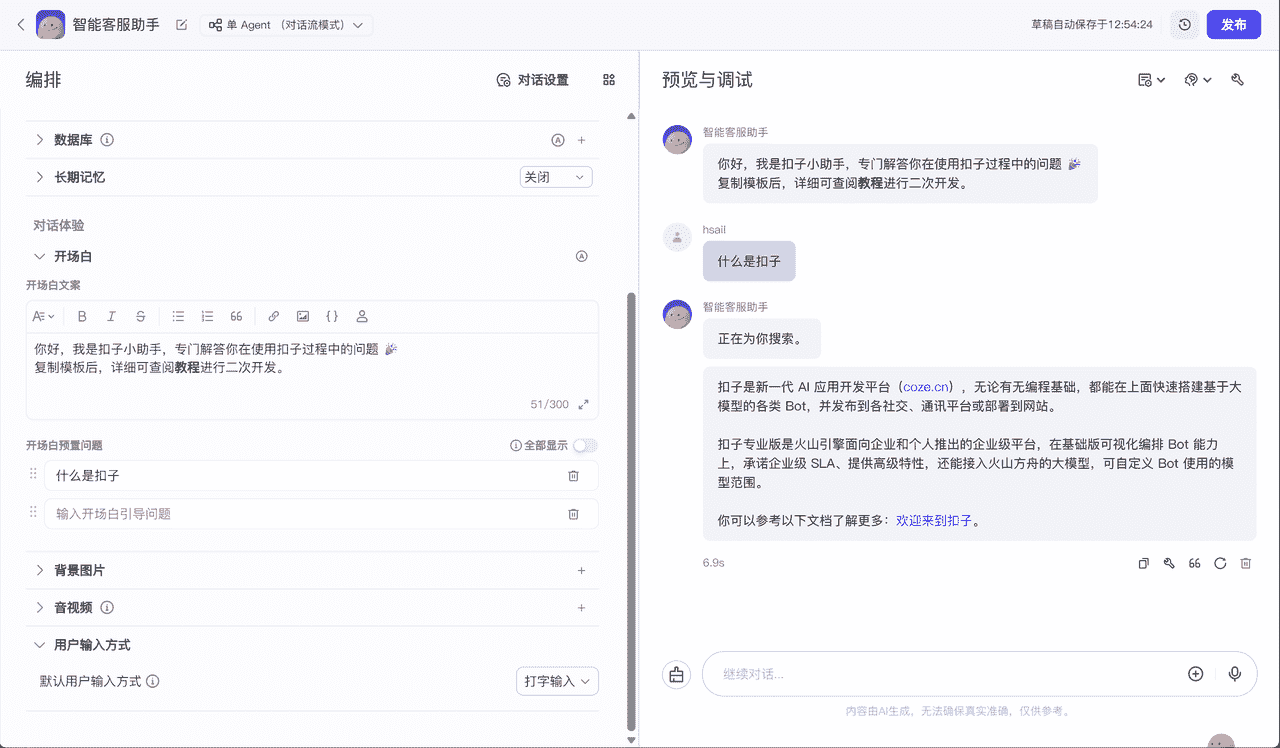 智能客服助手
单 Agent （对话流模式）
草稿自动保存于12:54:24
发布
编排
对话设置
数据库
长期记忆
关闭
对话体验
开场白
开场白文案
你好，我是扣子小助手，专门解答你在使用扣子过程中的问题 🎉
复制模板后，详细可查阅教程进行二次开发。
51/300
开场白预置问题
全部显示
什么是扣子
输入开场白引导问题
背景图片
音视频
用户输入方式
默认用户输入方式
打字输入
预览与调试
智能客服助手
你好，我是扣子小助手，专门解答你在使用扣子过程中的问题 🎉
复制模板后，详细可查阅教程进行二次开发。
hsail
什么是扣子
智能客服助手
正在为你搜索。
扣子是新一代 AI 应用开发平台（coze.cn），无论有无编程基础，都能在上面快速搭建基于大
模型的各类 Bot，并发布到各社交、通讯平台或部署到网站。
扣子专业版是火山引擎面向企业和个人推出的企业级平台，在基础版可视化编排 Bot 能力
上，承诺企业级 SLA、提供高级特性，还能接入火山方舟的大模型，可自定义 Bot 使用的模
型范围。
你可以参考以下文档了解更多：欢迎来到扣子。
6.9s
继续对话...
内容由AI生成，无法确保真实准确，仅供参考。